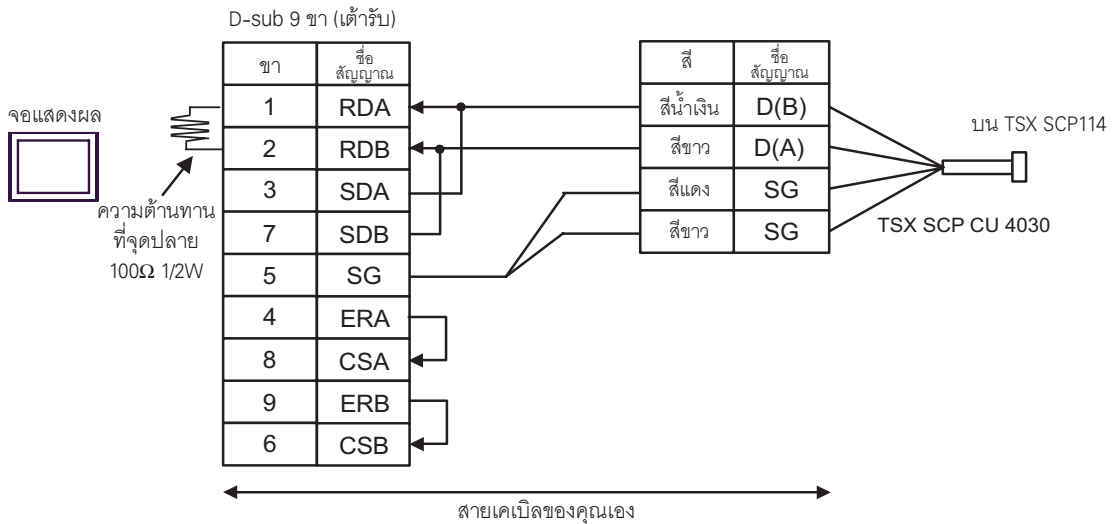 D-sub 9 ขา (เต้ารับ)
ขา ชื่อสัญญาณ
1 RDA
2 RDB
3 SDA
7 SDB
5 SG
4 ERA
8 CSA
9 ERB
6 CSB
จอแสดงผล
ความต้านทาน
ที่จุดปลาย
100Ω 1/2W
สี ชื่อสัญญาณ
สีน้ำเงิน D(B)
สีขาว D(A)
สีแดง SG
สีขาว SG
บน TSX SCP114
TSX SCP CU 4030
สายเคเบิลของคุณเอง